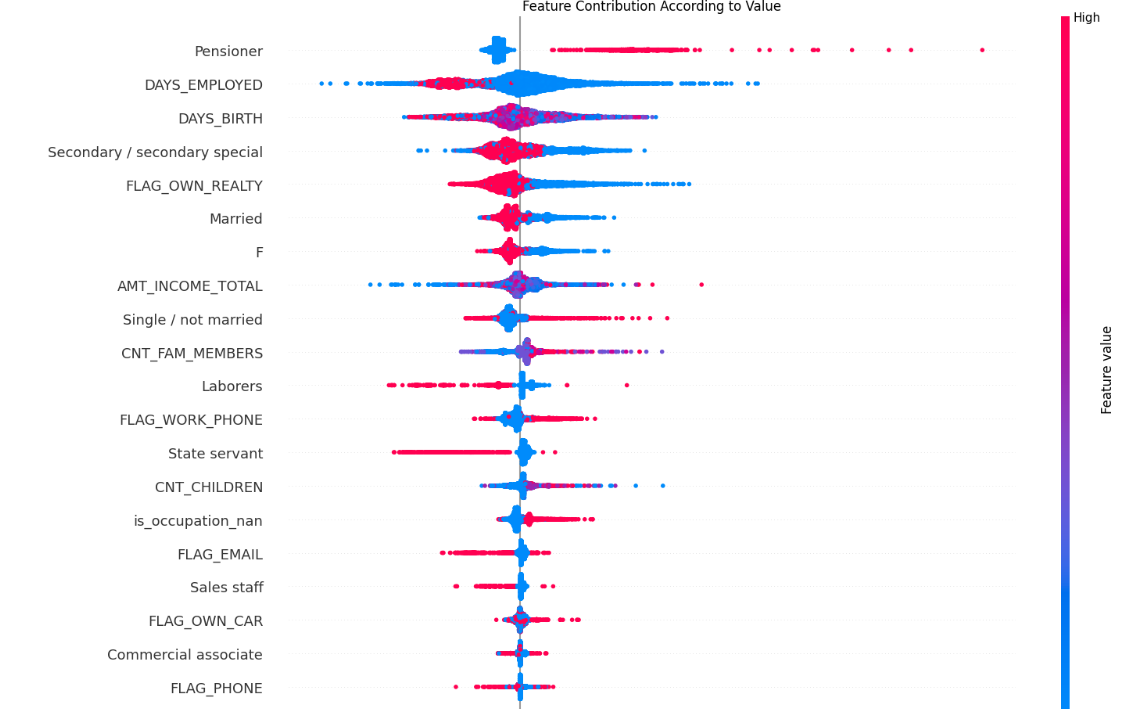 Feature Contribution According to Value
High
Pensioner
DAYS_EMPLOYED
DAYS_BIRTH
Secondary / secondary special
FLAG_OWN_REALTY
Married
F
AMT_INCOME_TOTAL
Single / not married
CNT_FAM_MEMBERS
Laborers
FLAG_WORK_PHONE
State servant
CNT_CHILDREN
is_occupation_nan
FLAG_EMAIL
Sales staff
FLAG_OWN_CAR
Commercial associate
FLAG_PHONE
Feature value